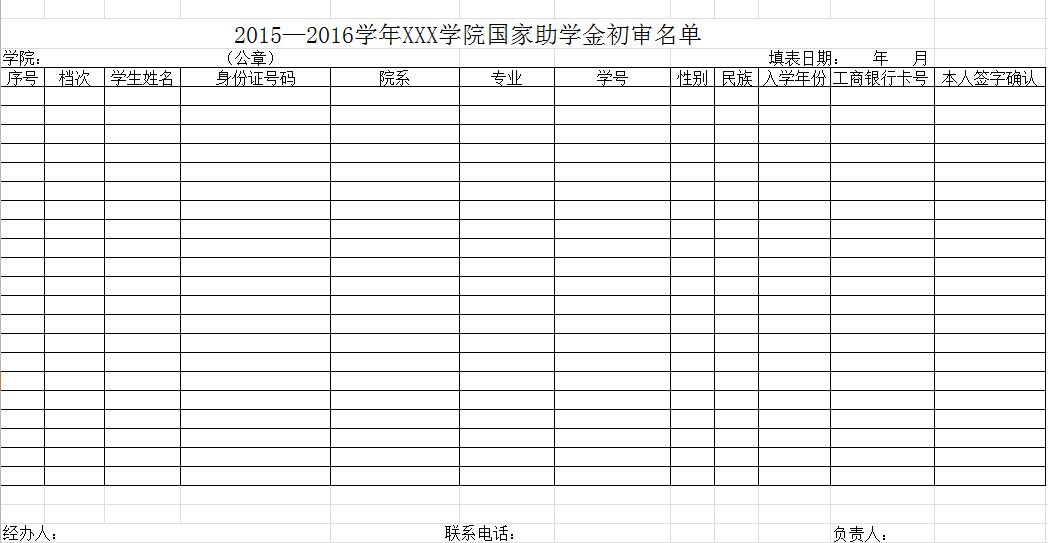 2015—2016学年XXX学院国家助学金初审名单
学院： （公章） 填表日期： 年 月
序号 档次 学生姓名 身份证号码 院系 专业 学号 性别 民族 入学年份 工商银行卡号 本人签字确认
经办人： 联系电话： 负责人：